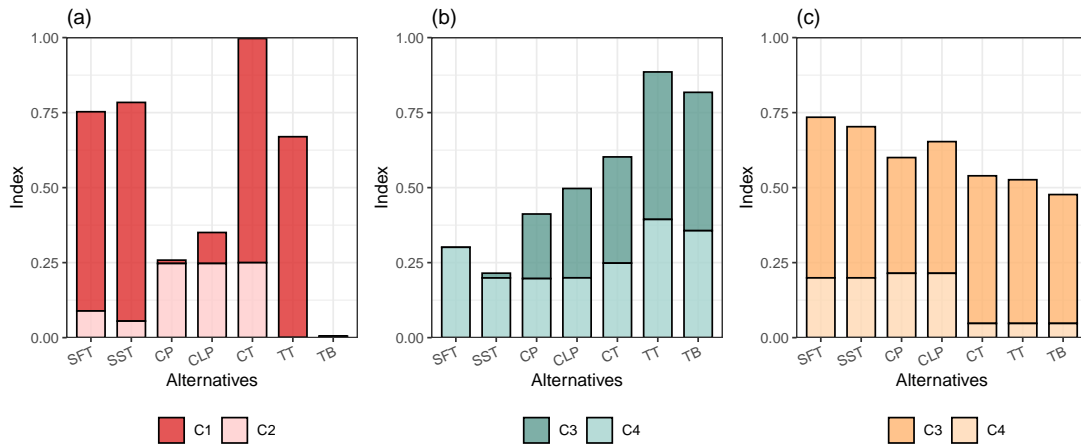 (a)
1.00
0.75
0.50
0.25
0.00
Index
SFT SST CP CLP CT TT TB
Alternatives
C1 C2
(b)
1.00
0.75
0.50
0.25
0.00
Index
SFT SST CP CLP CT TT TB
Alternatives
C3 C4
(c)
1.00
0.75
0.50
0.25
0.00
Index
SFT SST CP CLP CT TT TB
Alternatives
C3 C4